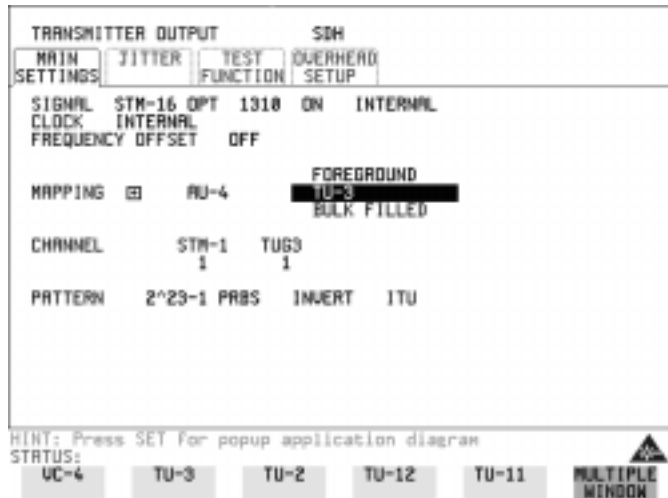 TRANSMITTER OUTPUT SDH
MAIN SETTINGS JITTER TEST FUNCTION OVERHEAD SETUP
SIGNAL STM-16 OPT 1310 ON INTERNAL
CLOCK INTERNAL
FREQUENCY OFFSET OFF
FOREGROUND
MAPPING + AU-4 TU-3
BULK FILLED
CHANNEL STM-1 TUG3
1 1
PATTERN 2^23-1 PRBS INVERT ITU
HINT: Press SET For popup application diagram
STATUS:
VC-4 TU-3 TU-2 TU-12 TU-11 MULTIPLE WINDOW